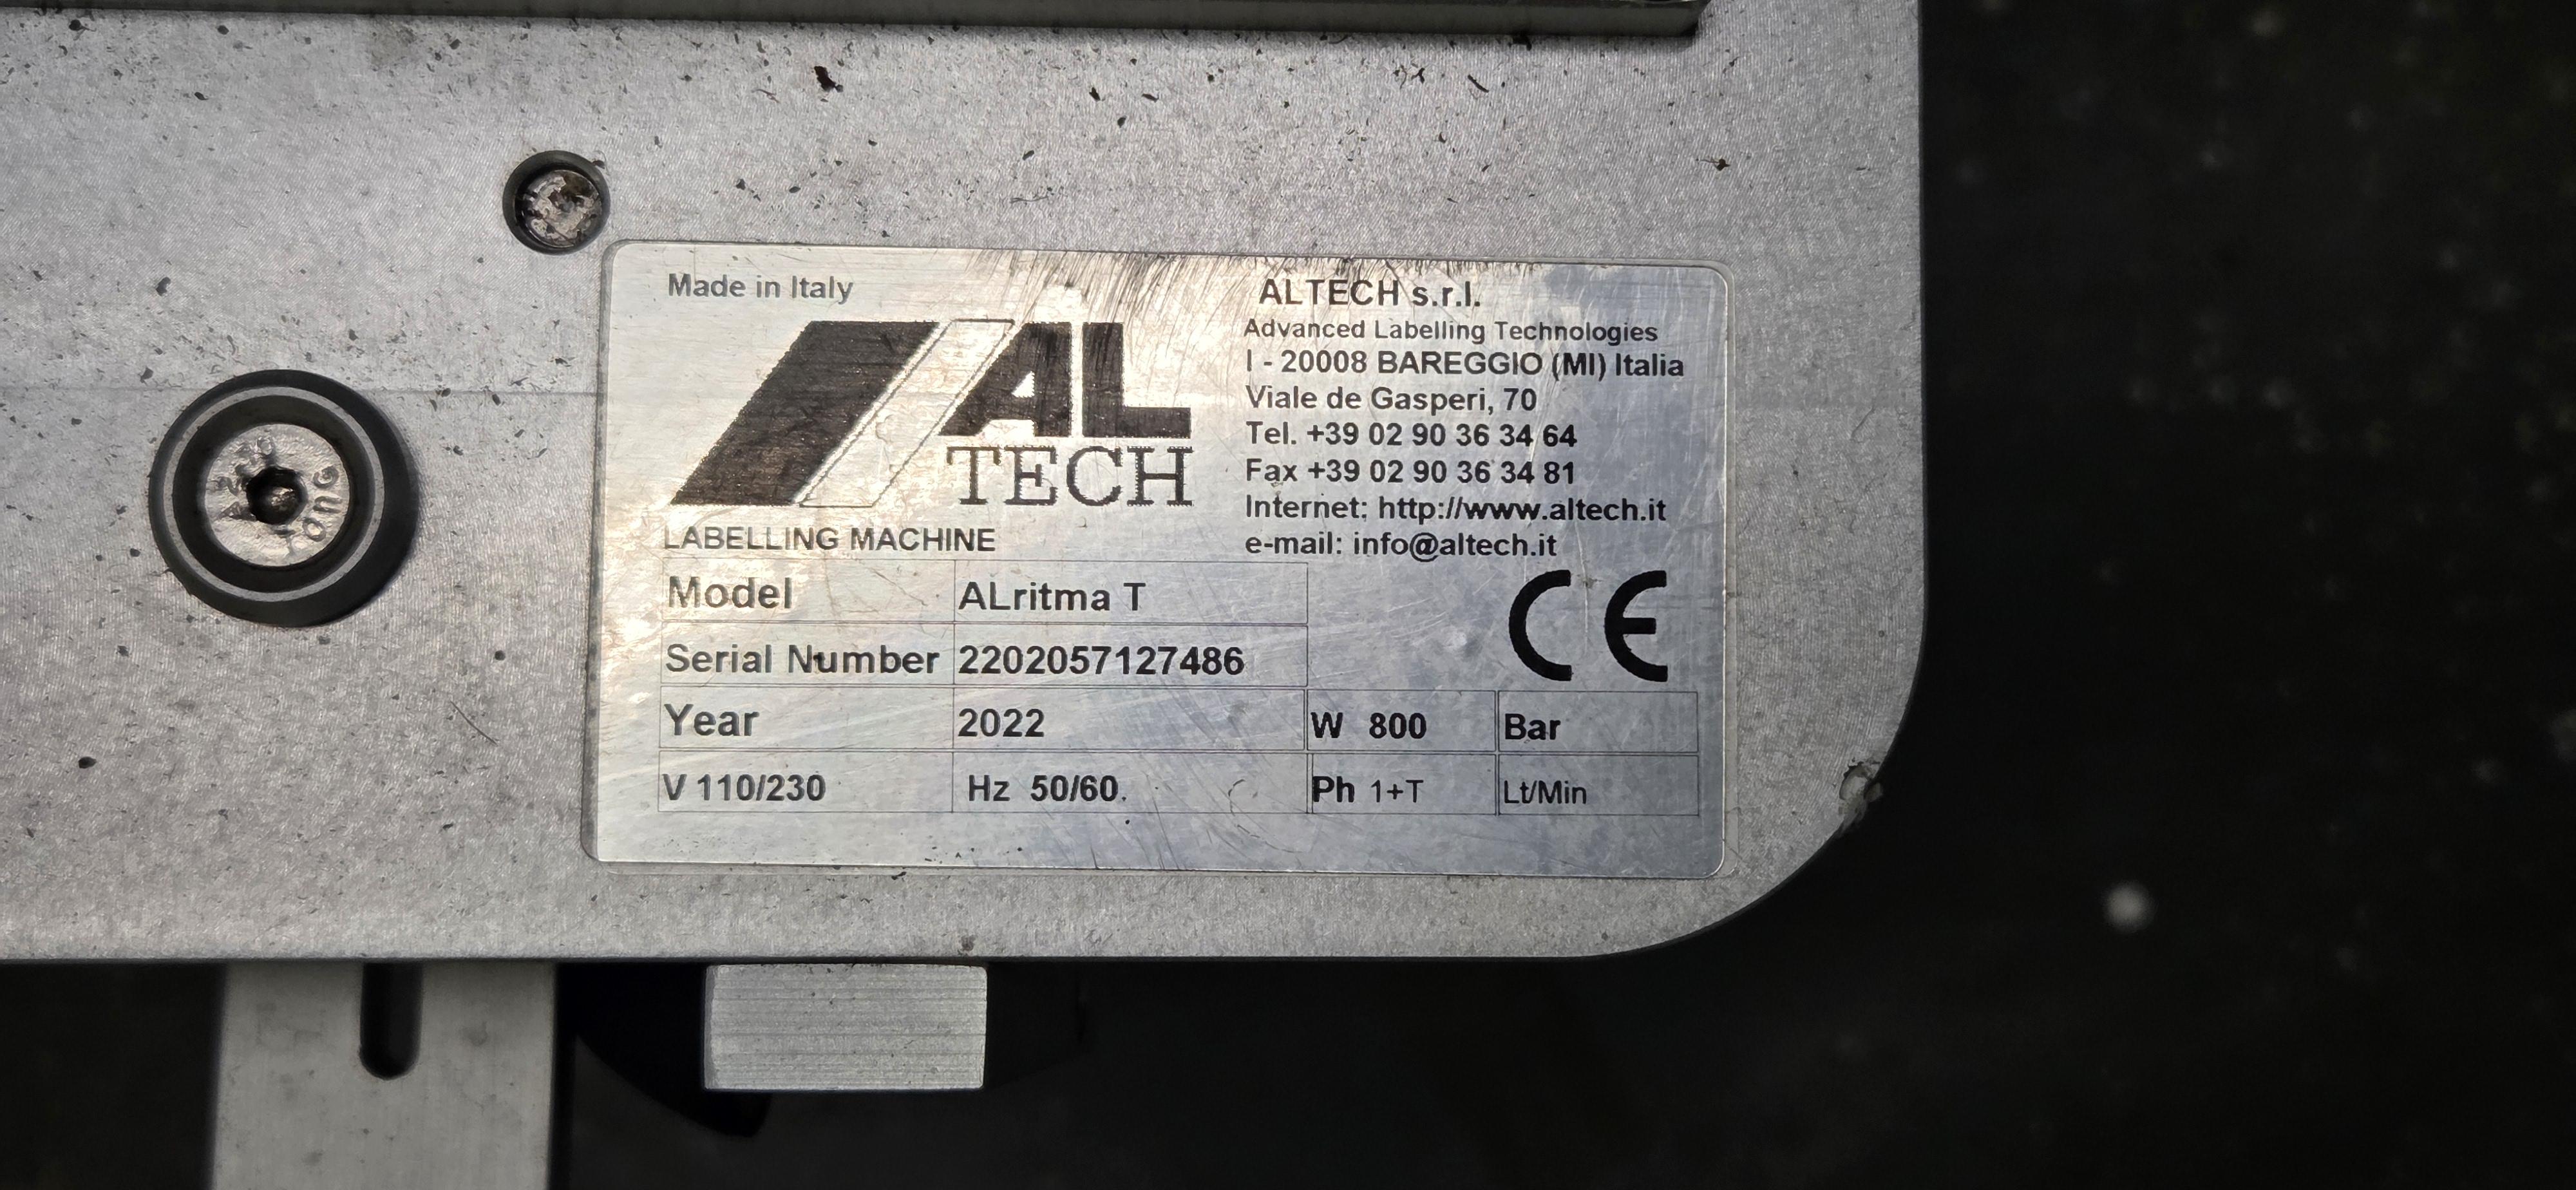 Made in Italy
AL
TECH
LABELLING MACHINE
ALTECH s.r.l.
Advanced Labelling Technologies
I - 20008 BAREGGIO (MI) Italia
Viale de Gasperi, 70
Tel. +39 02 90 36 34 64
Fax +39 02 90 36 34 81
Internet: http://www.altech.it
e-mail: info@altech.it
CE
Model ALritma T
Serial Number 2202057127486
Year 2022 W 800 Bar
V 110/230 Hz 50/60 Ph 1+T Lt/Min